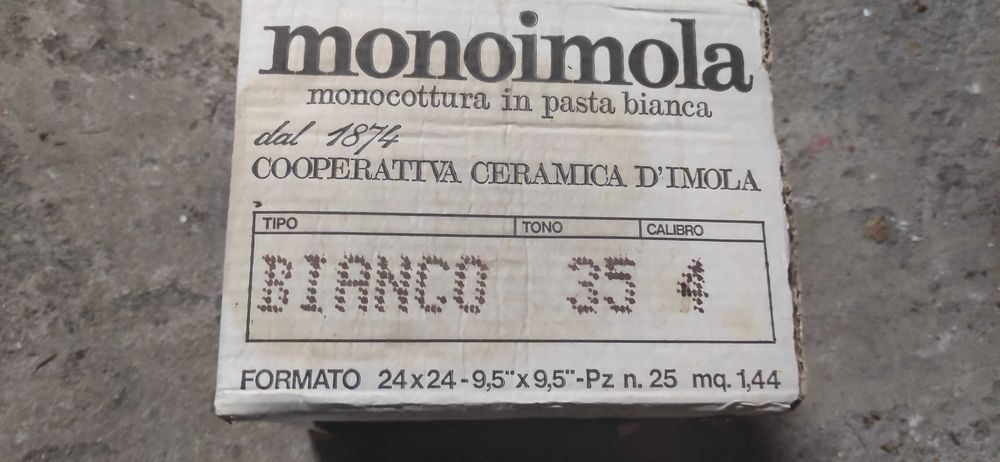 monoimola
monocottura in pasta bianca
dal 1874
COOPERATIVA CERAMICA D'IMOLA
TIPO TONO CALIBRO
BIANCO 35 4
FORMATO 24x24-9,5"x9,5"-Pz n. 25 mq. 1,44